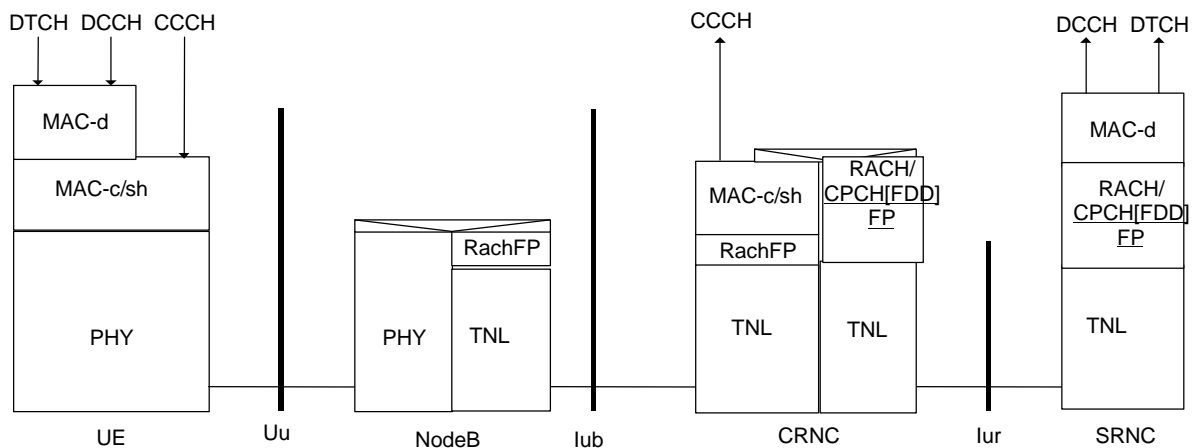 DTCH DCCH CCCH
CCCH
DCCH DTCH
MAC-d
MAC-c/sh
PHY
RachFP
PHY
TNL
MAC-c/sh
RachFP
TNL
RACH/
CPCH[FDD]
FP
TNL
MAC-d
RACH/
CPCH[FDD]
FP
TNL
UE
Uu
NodeB
Iub
CRNC
Iur
SRNC